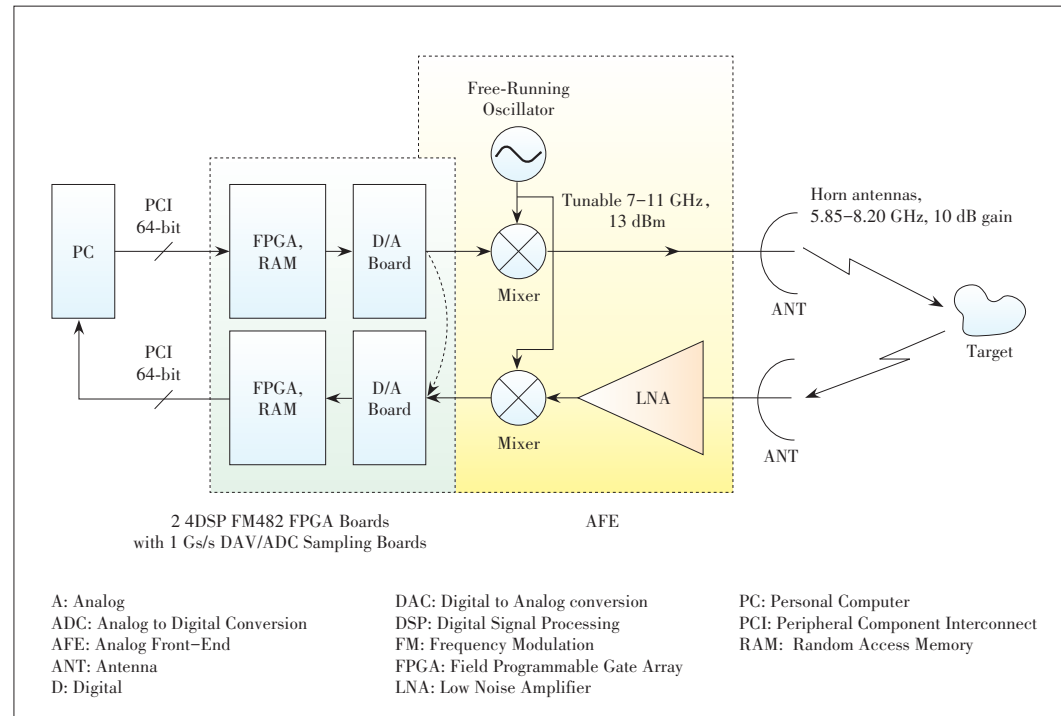 Free-Running
Oscillator
PCI
64-bit
Tunable 7-11 GHz,
13 dBm
Horn antennas,
5.85-8.20 GHz, 10 dB gain
PC
FPGA,
RAM
D/A
Board
Mixer
ANT
Target
PCI
64-bit
FPGA,
RAM
D/A
Board
Mixer
LNA
ANT
2 4DSP FM482 FPGA Boards
with 1 Gs/s DAV/ADC Sampling Boards
AFE
A: Analog
ADC: Analog to Digital Conversion
AFE: Analog Front-End
ANT: Antenna
D: Digital
DAC: Digital to Analog conversion
DSP: Digital Signal Processing
FM: Frequency Modulation
FPGA: Field Programmable Gate Array
LNA: Low Noise Amplifier
PC: Personal Computer
PCI: Peripheral Component Interconnect
RAM: Random Access Memory